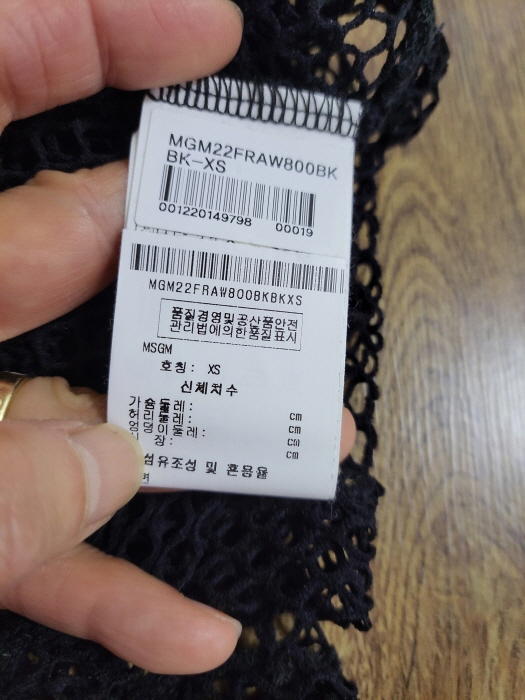 MGM22FRAW800BK
BK-XS
001220149798 00019
MGM22FRAW800BKBKXS
품질경영및공산품안전
관리법에의한품질표시
MSGM
호칭: XS
신체치수
가슴둘레: cm
허리둘레: cm
엉덩이둘레: cm
장: cm
섬유조성 및 혼용율